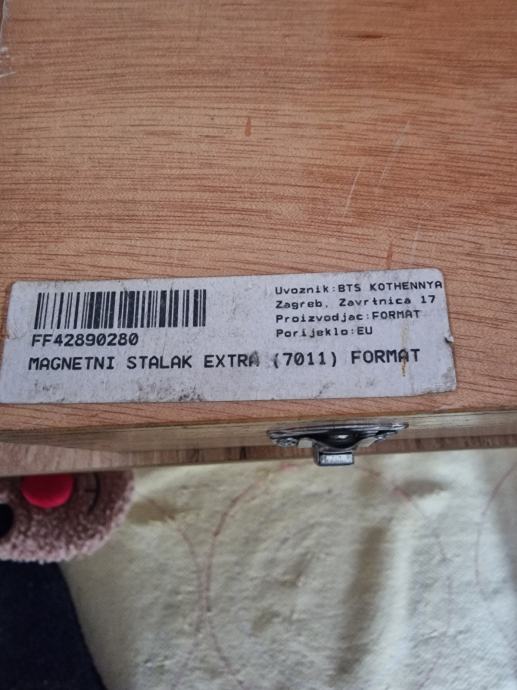 Uvoznik:BTS KOTHENNYA
Zagreb, Zavrtnica 17
Proizvodjac:FORMAT
Porijeklo:EU
FF42890280
MAGNETNI STALAK EXTRA (7011) FORMAT